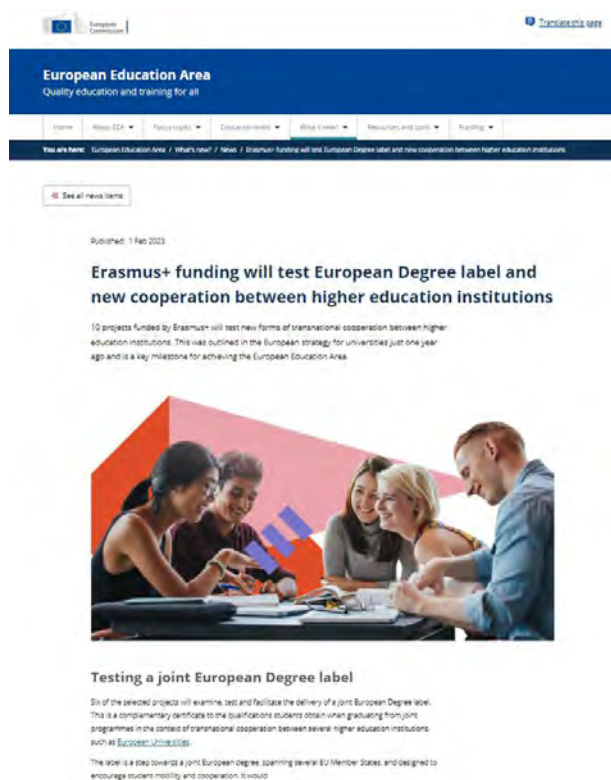 European
Commission
Translate this page
European Education Area
Quality education and training for all
Home About EEA Focus topics Education levels What's new? Resources and tools Funding
You are here: European Education Area / What's new? / News / Erasmus+ funding will test European Degree label and new cooperation between higher education institutions
See all news items
Published: 1 Feb 2023
Erasmus+ funding will test European Degree label and
new cooperation between higher education institutions
10 projects funded by Erasmus+ will test new forms of transnational cooperation between higher
education institutions. This was outlined in the European strategy for universities just one year
ago and is a key milestone for achieving the European Education Area.
Testing a joint European Degree label
Six of the selected projects will examine, test and facilitate the delivery of a joint European Degree label.
This is a complementary certificate to the qualifications students obtain when graduating from joint
programmes in the context of transnational cooperation between several higher education institutions
such as European Universities.
The label is a step towards a joint European degree, spanning several EU Member States, and designed to
encourage student mobility and cooperation. It would